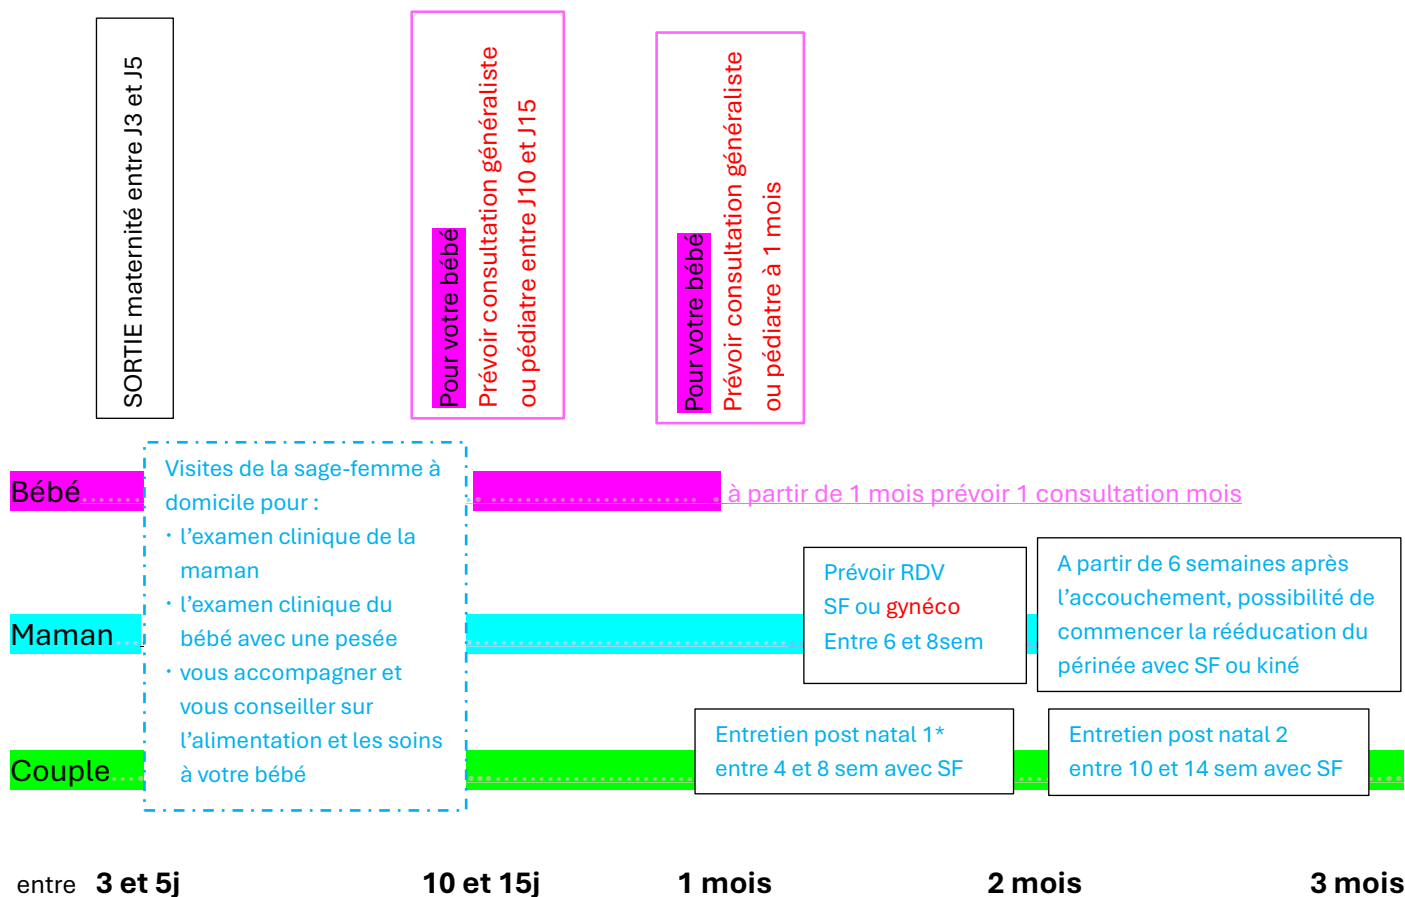 SORTIE maternité entre J3 et J5
Pour votre bébé
Prévoir consultation généraliste
ou pédiatre entre J10 et J15
Pour votre bébé
Prévoir consultation généraliste
ou pédiatre à 1 mois
Bébé
Visites de la sage-femme à
domicile pour :
· l’examen clinique de la
maman
· l’examen clinique du
bébé avec une pesée
· vous accompagner et
vous conseiller sur
l’alimentation et les soins
à votre bébé
à partir de 1 mois prévoir 1 consultation mois
Maman
Prévoir RDV
SF ou gynéco
Entre 6 et 8sem
A partir de 6 semaines après
l’accouchement, possibilité de
commencer la rééducation du
périnée avec SF ou kiné
Couple
Entretien post natal 1*
entre 4 et 8 sem avec SF
Entretien post natal 2
entre 10 et 14 sem avec SF
entre 3 et 5j 10 et 15j 1 mois 2 mois 3 mois